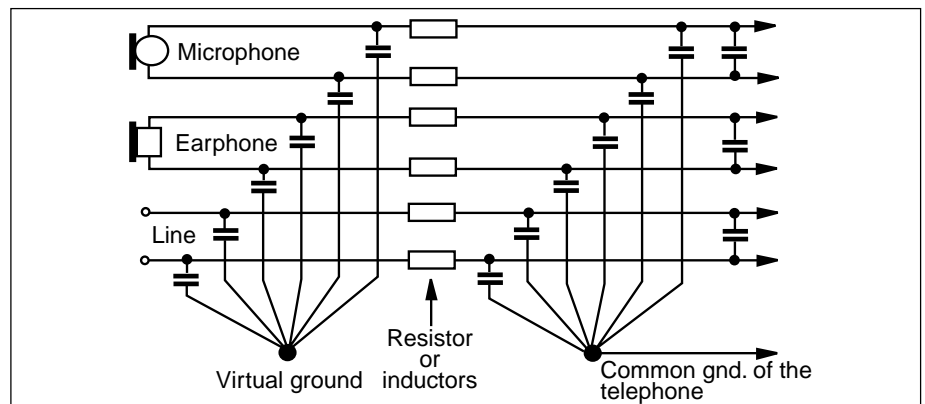 Microphone
Earphone
Line
Resistor
or
inductors
Virtual ground
Common gnd. of the
telephone